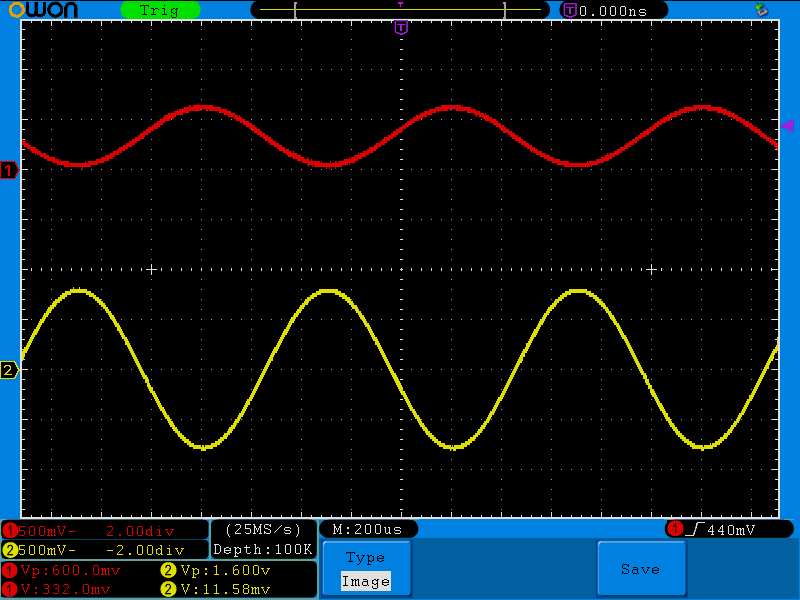 OWON Trig T 0.000ns
T
1
2
1 500mV- 2.00div (25MS/s) M:200us 1 440mV
2 500mV- -2.00div Depth:100K
1 Vp:600.0mv 2 Vp:1.600v Type Save
1 V:332.0mv 2 V:11.58mv Image